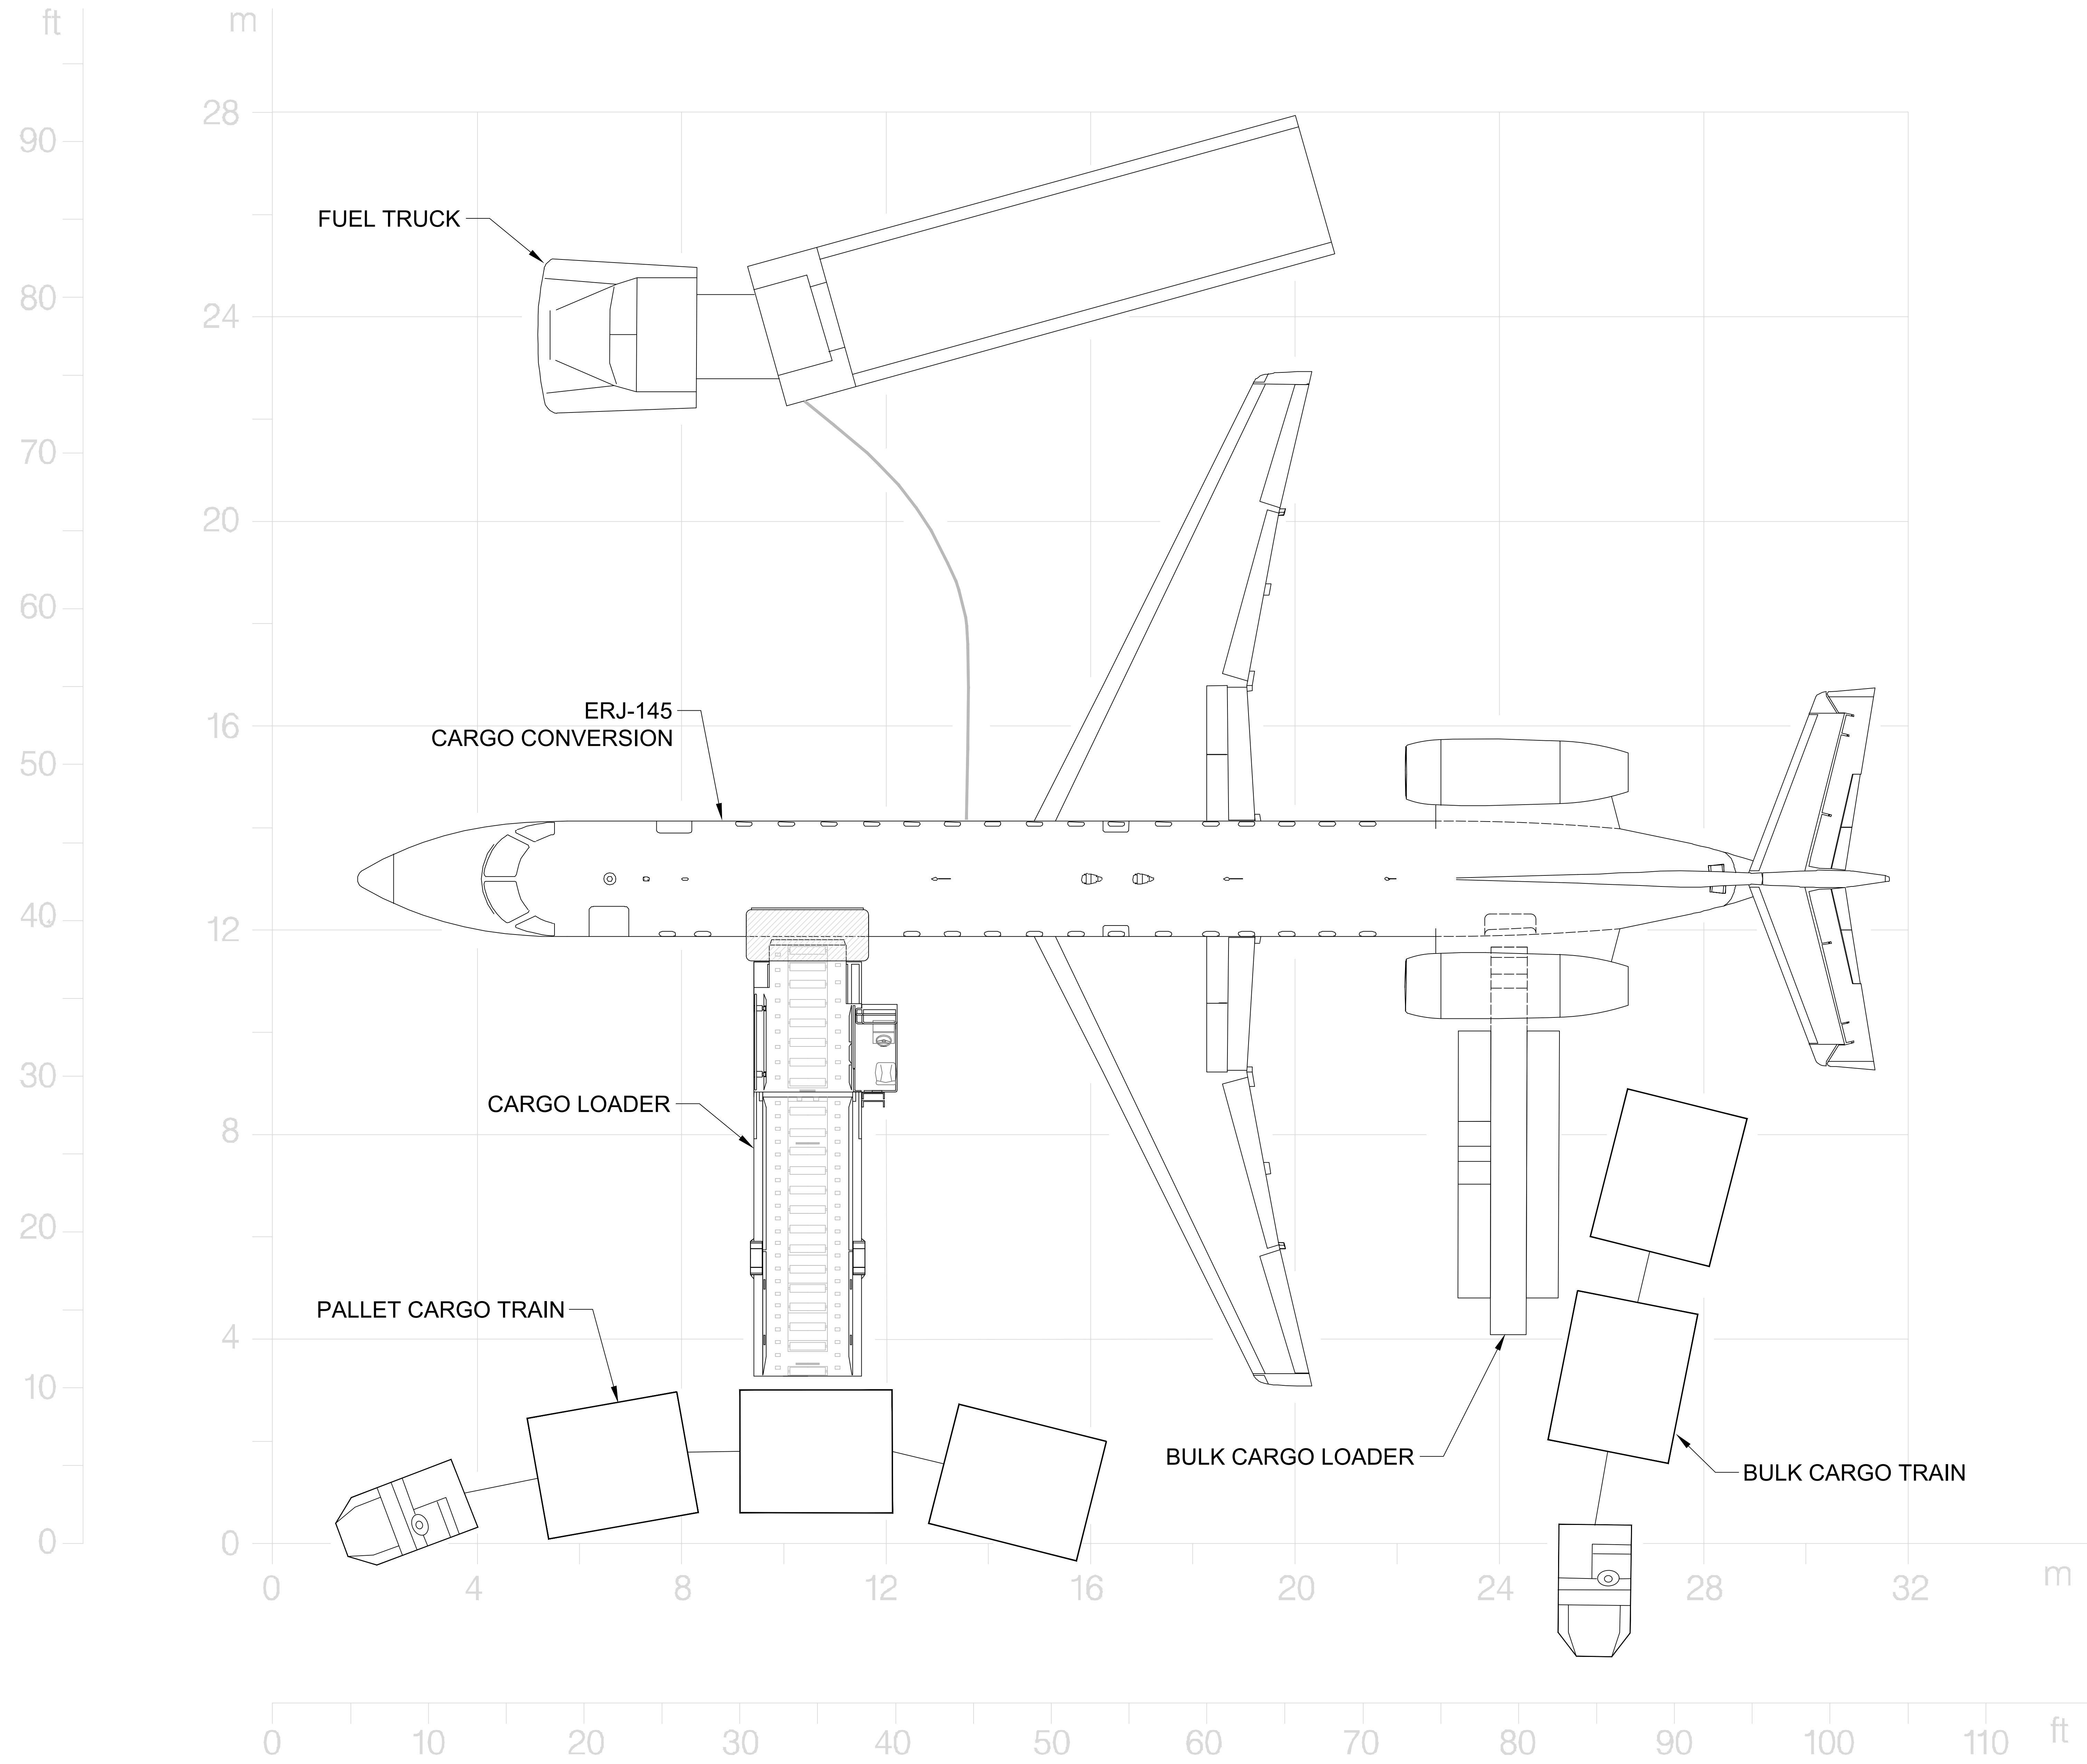 ft
m
28
90
FUEL TRUCK
80
24
70
20
60
ERJ-145
CARGO CONVERSION
16
50
40
12
30
CARGO LOADER
8
20
PALLET CARGO TRAIN
4
10
BULK CARGO LOADER
BULK CARGO TRAIN
0
0
0 4 8 12 16 20 24 28 32 m
0 10 20 30 40 50 60 70 80 90 100 110 ft